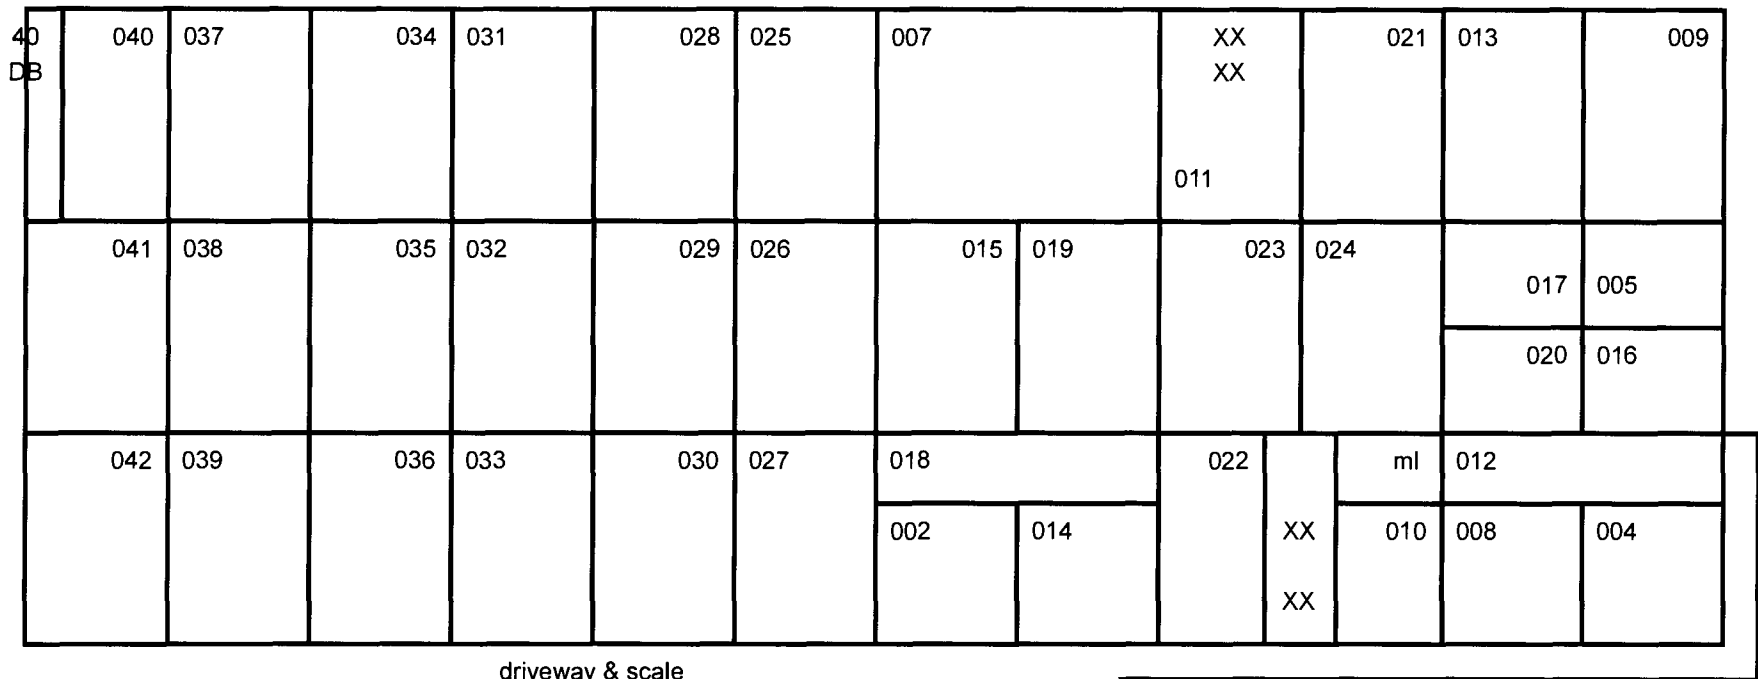 40 040 037 034 031 028 025 007 XX 021 013 009
DB XX
011
041 038 035 032 029 026 015 019 023 024
017 005
020 016
042 039 036 033 030 027 018 022 ml 012
002 014 XX 010 008 004
XX
driveway & scale